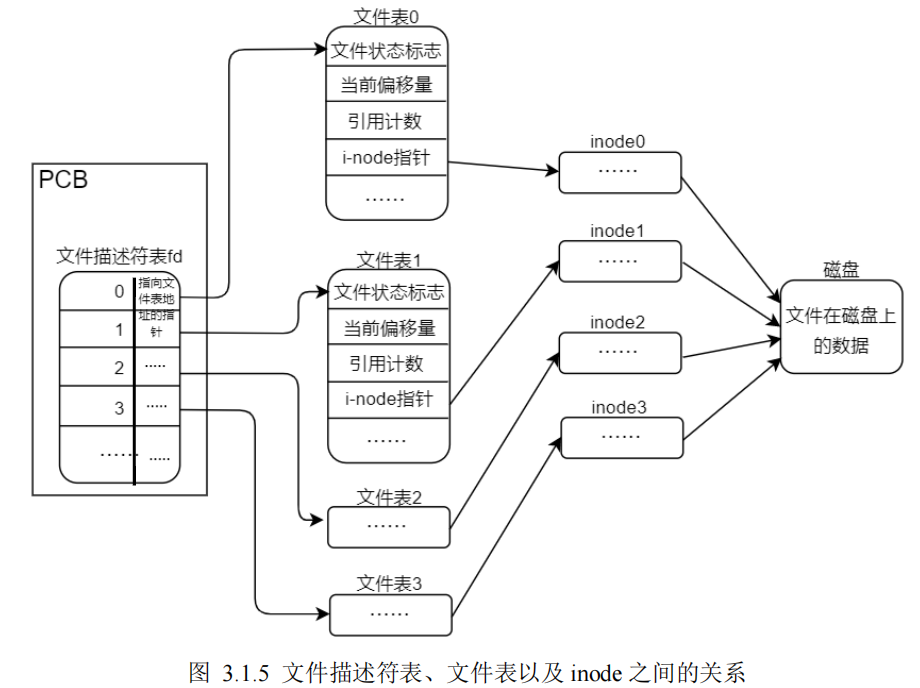 文件表0
文件状态标志
当前偏移量
引用计数
i-node指针
……
PCB
文件描述符表fd
0
指向文
件表地
址的指
针
1
2
.....
3
.....
……
.....
文件表1
文件状态标志
当前偏移量
引用计数
i-node指针
……
文件表2
……
文件表3
……
inode0
……
inode1
……
inode2
……
inode3
……
磁盘
文件在磁盘上
的数据
图 3.1.5 文件描述符表、文件表以及 inode 之间的关系